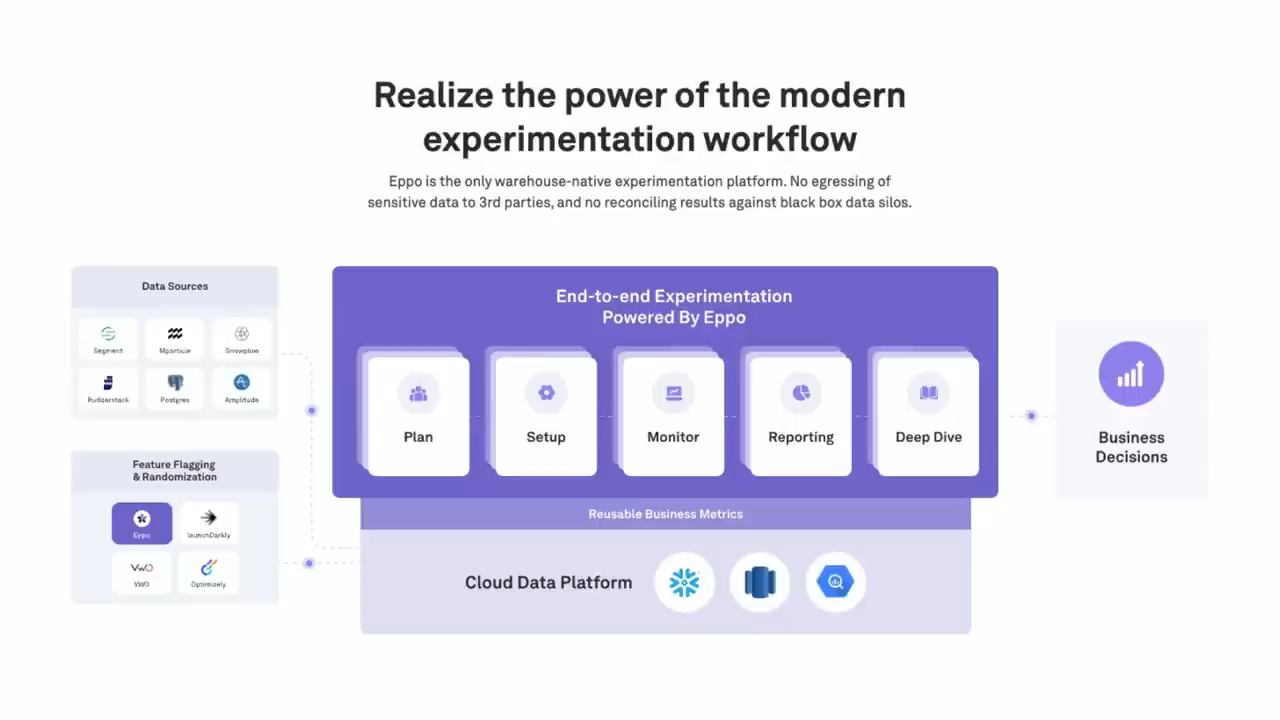 Realize the power of the modern
experimentation workflow
Eppo is the only warehouse-native experimentation platform. No egressing of
sensitive data to 3rd parties, and no reconciling results against black box data silos.
Data Sources
Segment
Mparticle
Snowplow
Rudderstack
Postgres
Amplitude
Feature Flagging
& Randomization
Eppo
launchDarkly
VWO
VWO
Optimizely
End-to-end Experimentation
Powered By Eppo
Plan
Setup
Monitor
Reporting
Deep Dive
Reusable Business Metrics
Cloud Data Platform
Business
Decisions